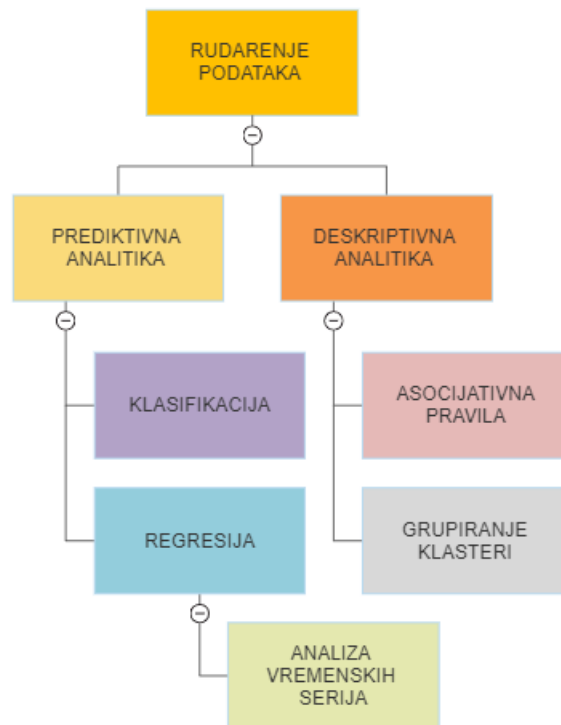 RUDARENJE
PODATAKA
PREDIKTIVNA
ANALITIKA
DESKRIPTIVNA
ANALITIKA
KLASIFIKACIJA
ASOCIJATIVNA
PRAVILA
REGRESIJA
GRUPIRANJE
KLASTERI
ANALIZA
VREMENSKIH
SERIJA